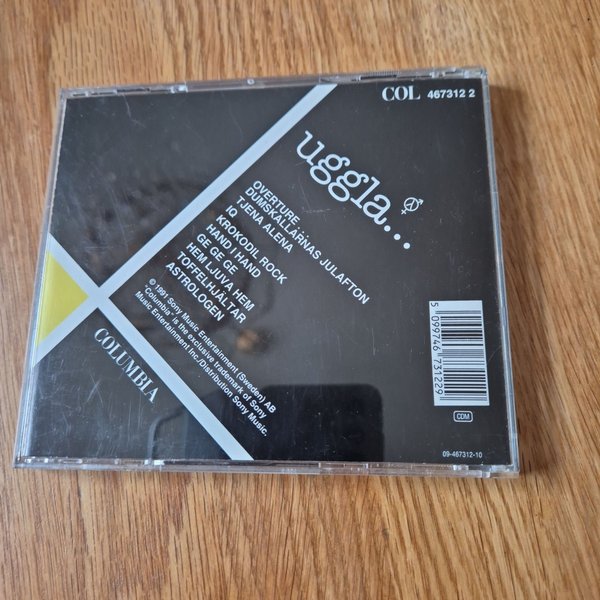 COL 467312 2
uggla...
OVERTURE
DUMSKALLARNAS JULAFTON
TJENA ALENA
IQ
KROKODIL ROCK
HAND I HAND
GE GE GE
HEM LJUVA HEM
TOFFELHJÄLTAR
ASTROLOGEN
© 1991 Sony Music Entertainment (Sweden) AB
"Columbia" is the exclusive trademark of Sony
Music Entertainment Inc./Distribution Sony Music.
COLUMBIA
5 099746 731229
CDM
09-467312-10